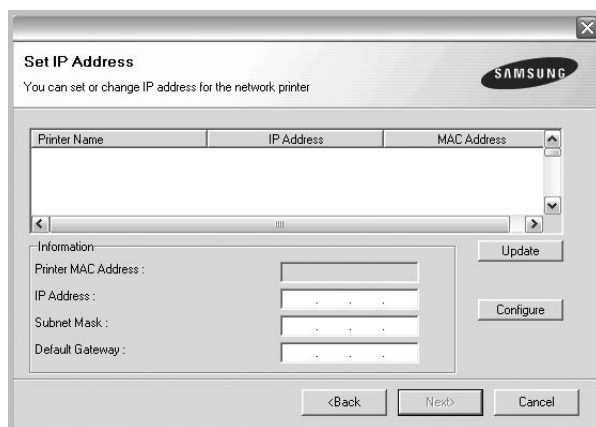 Set IP Address
You can set or change IP address for the network printer
SAMSUNG
Printer Name IP Address MAC Address
Information
Update
Printer MAC Address :
IP Address :
Configure
Subnet Mask :
Default Gateway :
<Back Next> Cancel